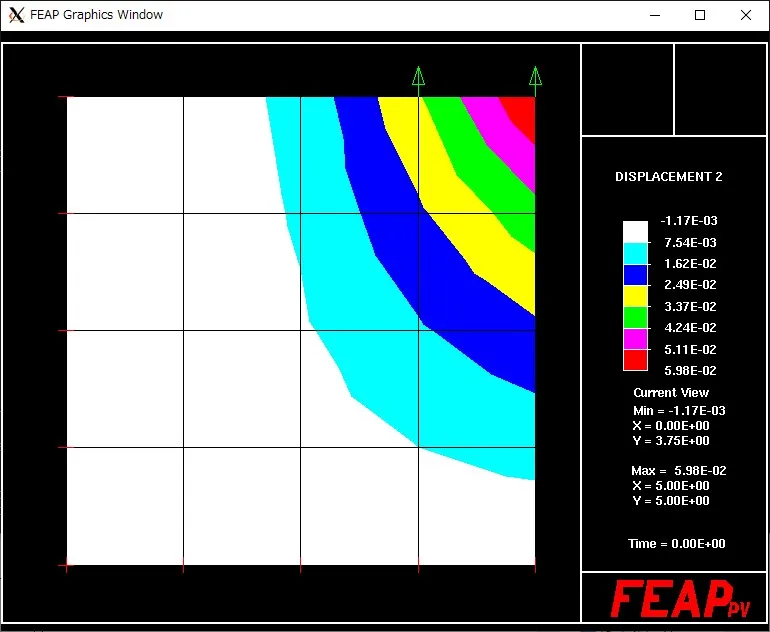 FEAP Graphics Window
DISPLACEMENT 2
-1.17E-03
7.54E-03
1.62E-02
2.49E-02
3.37E-02
4.24E-02
5.11E-02
5.98E-02
Current View
Min = -1.17E-03
X = 0.00E+00
Y = 3.75E+00
Max = 5.98E-02
X = 5.00E+00
Y = 5.00E+00
Time = 0.00E+00
FEAPpv